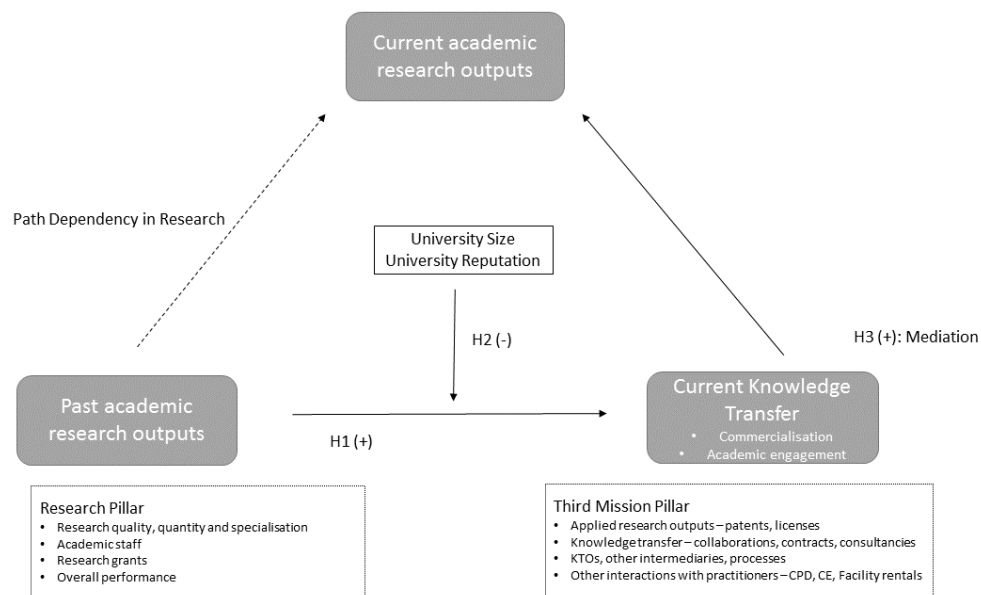 Current academic
research outputs
Path Dependency in Research
University Size
University Reputation
H2 (-)
H3 (+): Mediation
Past academic
research outputs
H1 (+)
Current Knowledge
Transfer
• Commercialisation
• Academic engagement
Research Pillar
• Research quality, quantity and specialisation
• Academic staff
• Research grants
• Overall performance
Third Mission Pillar
• Applied research outputs – patents, licenses
• Knowledge transfer – collaborations, contracts, consultancies
• KTOs, other intermediaries, processes
• Other interactions with practitioners – CPD, CE, Facility rentals